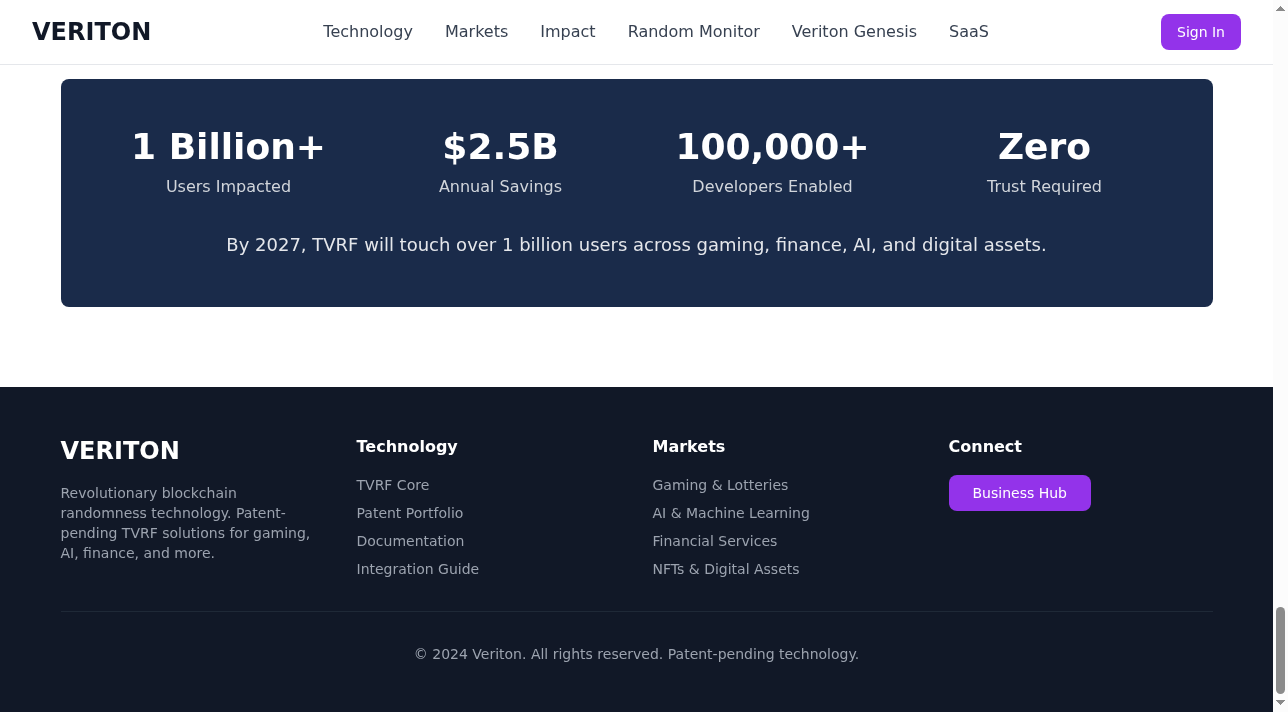 VERITON
Technology
Markets
Impact
Random Monitor
Veriton Genesis
SaaS
Sign In
1 Billion+
Users Impacted
$2.5B
Annual Savings
100,000+
Developers Enabled
Zero
Trust Required
By 2027, TVRF will touch over 1 billion users across gaming, finance, AI, and digital assets.
VERITON
Revolutionary blockchain
randomness technology. Patent-
pending TVRF solutions for gaming,
AI, finance, and more.
Technology
TVRF Core
Patent Portfolio
Documentation
Integration Guide
Markets
Gaming & Lotteries
AI & Machine Learning
Financial Services
NFTs & Digital Assets
Connect
Business Hub
© 2024 Veriton. All rights reserved. Patent-pending technology.